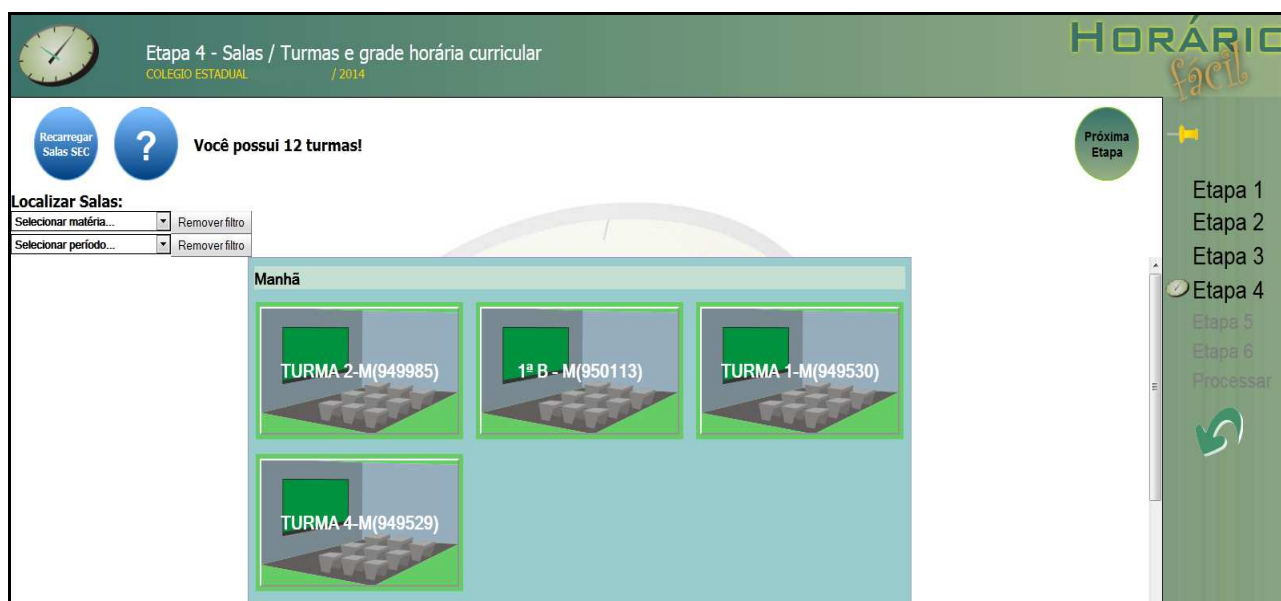 Etapa 4 - Salas / Turmas e grade horária curricular
COLEGIO ESTADUAL / 2014
HORÁRIO
fácil
Recarregar
Salas SEC
?
Você possui 12 turmas!
Próxima
Etapa
Localizar Salas:
Selecionar matéria... Remover filtro
Selecionar período... Remover filtro
Manhã
TURMA 2-M(949985) 1ª B - M(950113) TURMA 1-M(949530)
TURMA 4-M(949529)
Etapa 1
Etapa 2
Etapa 3
Etapa 4
Etapa 5
Etapa 6
Processar